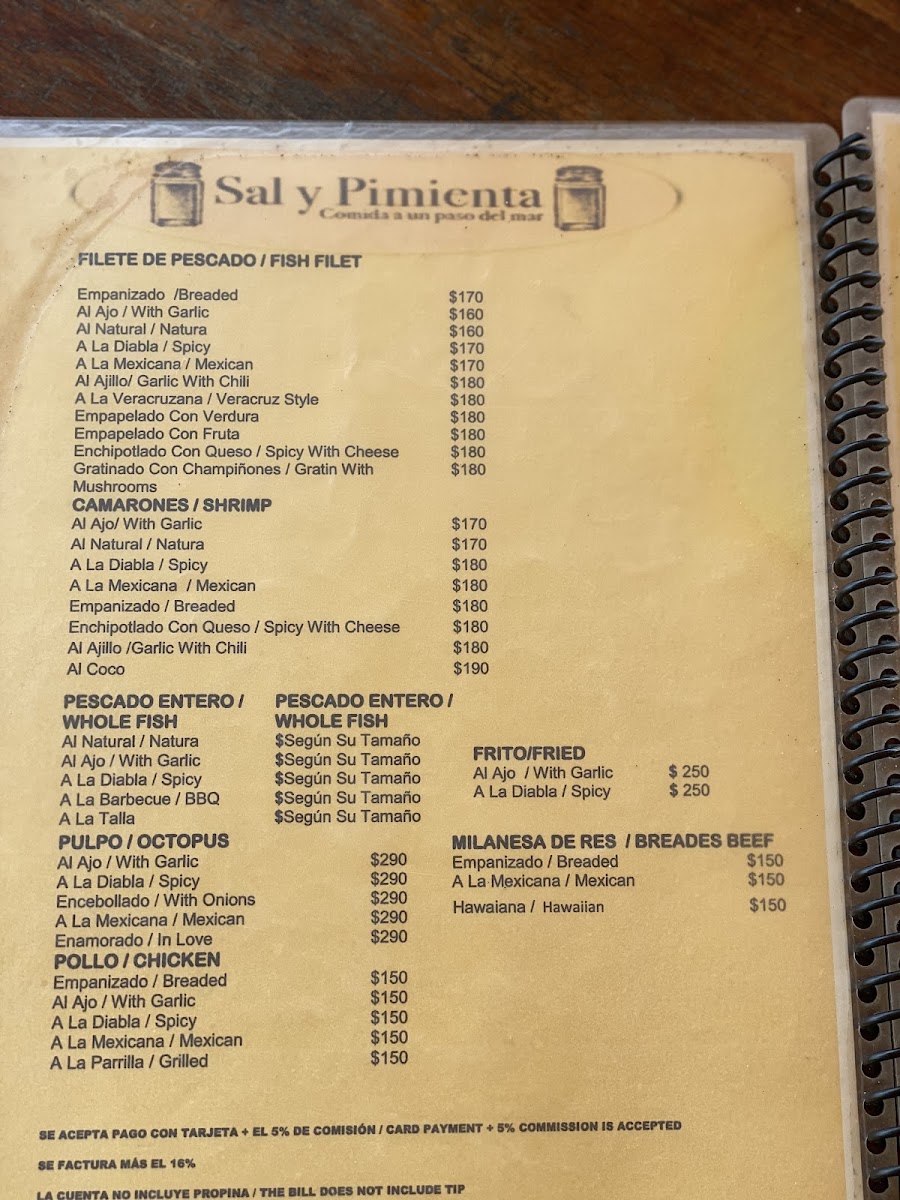 Sal y Pimienta
Comida a un paso del mar
FILETE DE PESCADO / FISH FILET
Empanizado /Breaded $170
Al Ajo / With Garlic $160
Al Natural / Natura $160
A La Diabla / Spicy $170
A La Mexicana / Mexican $170
Al Ajillo/ Garlic With Chili $180
A La Veracruzana / Veracruz Style $180
Empapelado Con Verdura $180
Empapelado Con Fruta $180
Enchipotlado Con Queso / Spicy With Cheese $180
Gratinado Con Champiñones / Gratin With $180
Mushrooms
CAMARONES / SHRIMP
Al Ajo/ With Garlic $170
Al Natural / Natura $170
A La Diabla / Spicy $180
A La Mexicana / Mexican $180
Empanizado / Breaded $180
Enchipotlado Con Queso / Spicy With Cheese $180
Al Ajillo /Garlic With Chili $180
Al Coco $190
PESCADO ENTERO /
WHOLE FISH
PESCADO ENTERO /
WHOLE FISH
Al Natural / Natura $Según Su Tamaño
Al Ajo / With Garlic $Según Su Tamaño
A La Diabla / Spicy $Según Su Tamaño
A La Barbecue / BBQ $Según Su Tamaño
A La Talla $Según Su Tamaño
FRITO/FRIED
Al Ajo / With Garlic $ 250
A La Diabla / Spicy $ 250
PULPO / OCTOPUS
Al Ajo / With Garlic $290
A La Diabla / Spicy $290
Encebollado / With Onions $290
A La Mexicana / Mexican $290
Enamorado / In Love $290
MILANESA DE RES / BREADES BEEF
Empanizado / Breaded $150
A La Mexicana / Mexican $150
Hawaiana / Hawaiian $150
POLLO / CHICKEN
Empanizado / Breaded $150
Al Ajo / With Garlic $150
A La Diabla / Spicy $150
A La Mexicana / Mexican $150
A La Parrilla / Grilled $150
SE ACEPTA PAGO CON TARJETA + EL 5% DE COMISIÓN / CARD PAYMENT + 5% COMMISSION IS ACCEPTED
SE FACTURA MÁS EL 16%
LA CUENTA NO INCLUYE PROPINA / THE BILL DOES NOT INCLUDE TIP